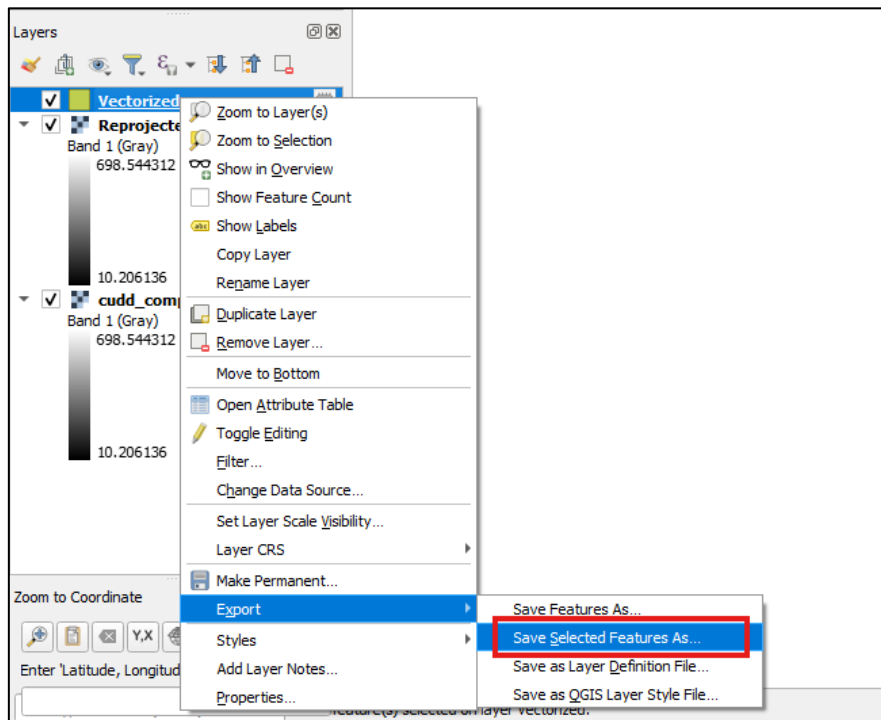 Layers
Vectorized
Reprojecte
Band 1 (Gray)
698.544312
10.206136
cudd_comp
Band 1 (Gray)
698.544312
10.206136
Zoom to Layer(s)
Zoom to Selection
Show in Overview
Show Feature Count
abc Show Labels
Copy Layer
Rename Layer
Duplicate Layer
Remove Layer…
Move to Bottom
Open Attribute Table
Toggle Editing
Filter…
Change Data Source…
Set Layer Scale Visibility…
Layer CRS
Make Permanent…
Export
Styles
Add Layer Notes…
Properties…
Save Features As…
Save Selected Features As…
Save as Layer Definition File…
Save as QGIS Layer Style File…
Zoom to Coordinate
Y,X
Enter 'Latitude, Longitud
feature(s) selected on layer Vectorized.